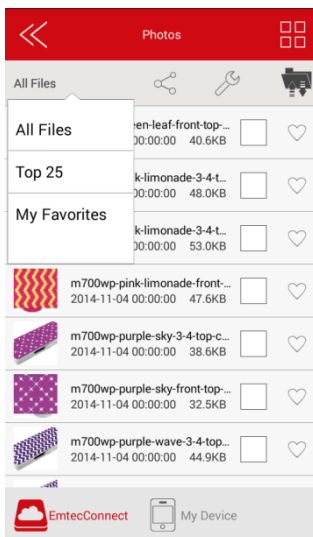 Photos
All Files
All Files
Top 25
My Favorites
en-leaf-front-top-...
00:00:00 40.6KB
k-limonade-3-4-t...
00:00:00 48.0KB
k-limonade-3-4-t...
00:00:00 53.0KB
m700wp-pink-limonade-front-...
2014-11-04 00:00:00 47.6KB
m700wp-purple-sky-3-4-top-c...
2014-11-04 00:00:00 38.6KB
m700wp-purple-sky-front-top-...
2014-11-04 00:00:00 32.5KB
m700wp-purple-wave-3-4-top...
2014-11-04 00:00:00 44.9KB
EmtecConnect
My Device